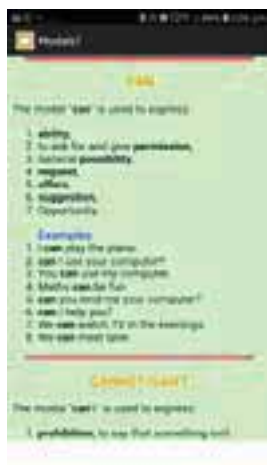 Modals1
CAN
The modal "can" is used to express:
1. ability,
2. to ask for and give permission,
3. General possibility,
4. request,
5. offers,
6. suggestion,
7. Opportunity.
Examples
1. I can play the piano.
2. can I use your computer?
3. You can use my computer.
4. Maths can be fun
5. can you lend me your computer?
6. can I help you?
7. We can watch TV in the evenings.
8. We can meet later.
CANNOT (CAN'T)
The modal "can't" is used to express:
1. prohibition, to say that something isn't